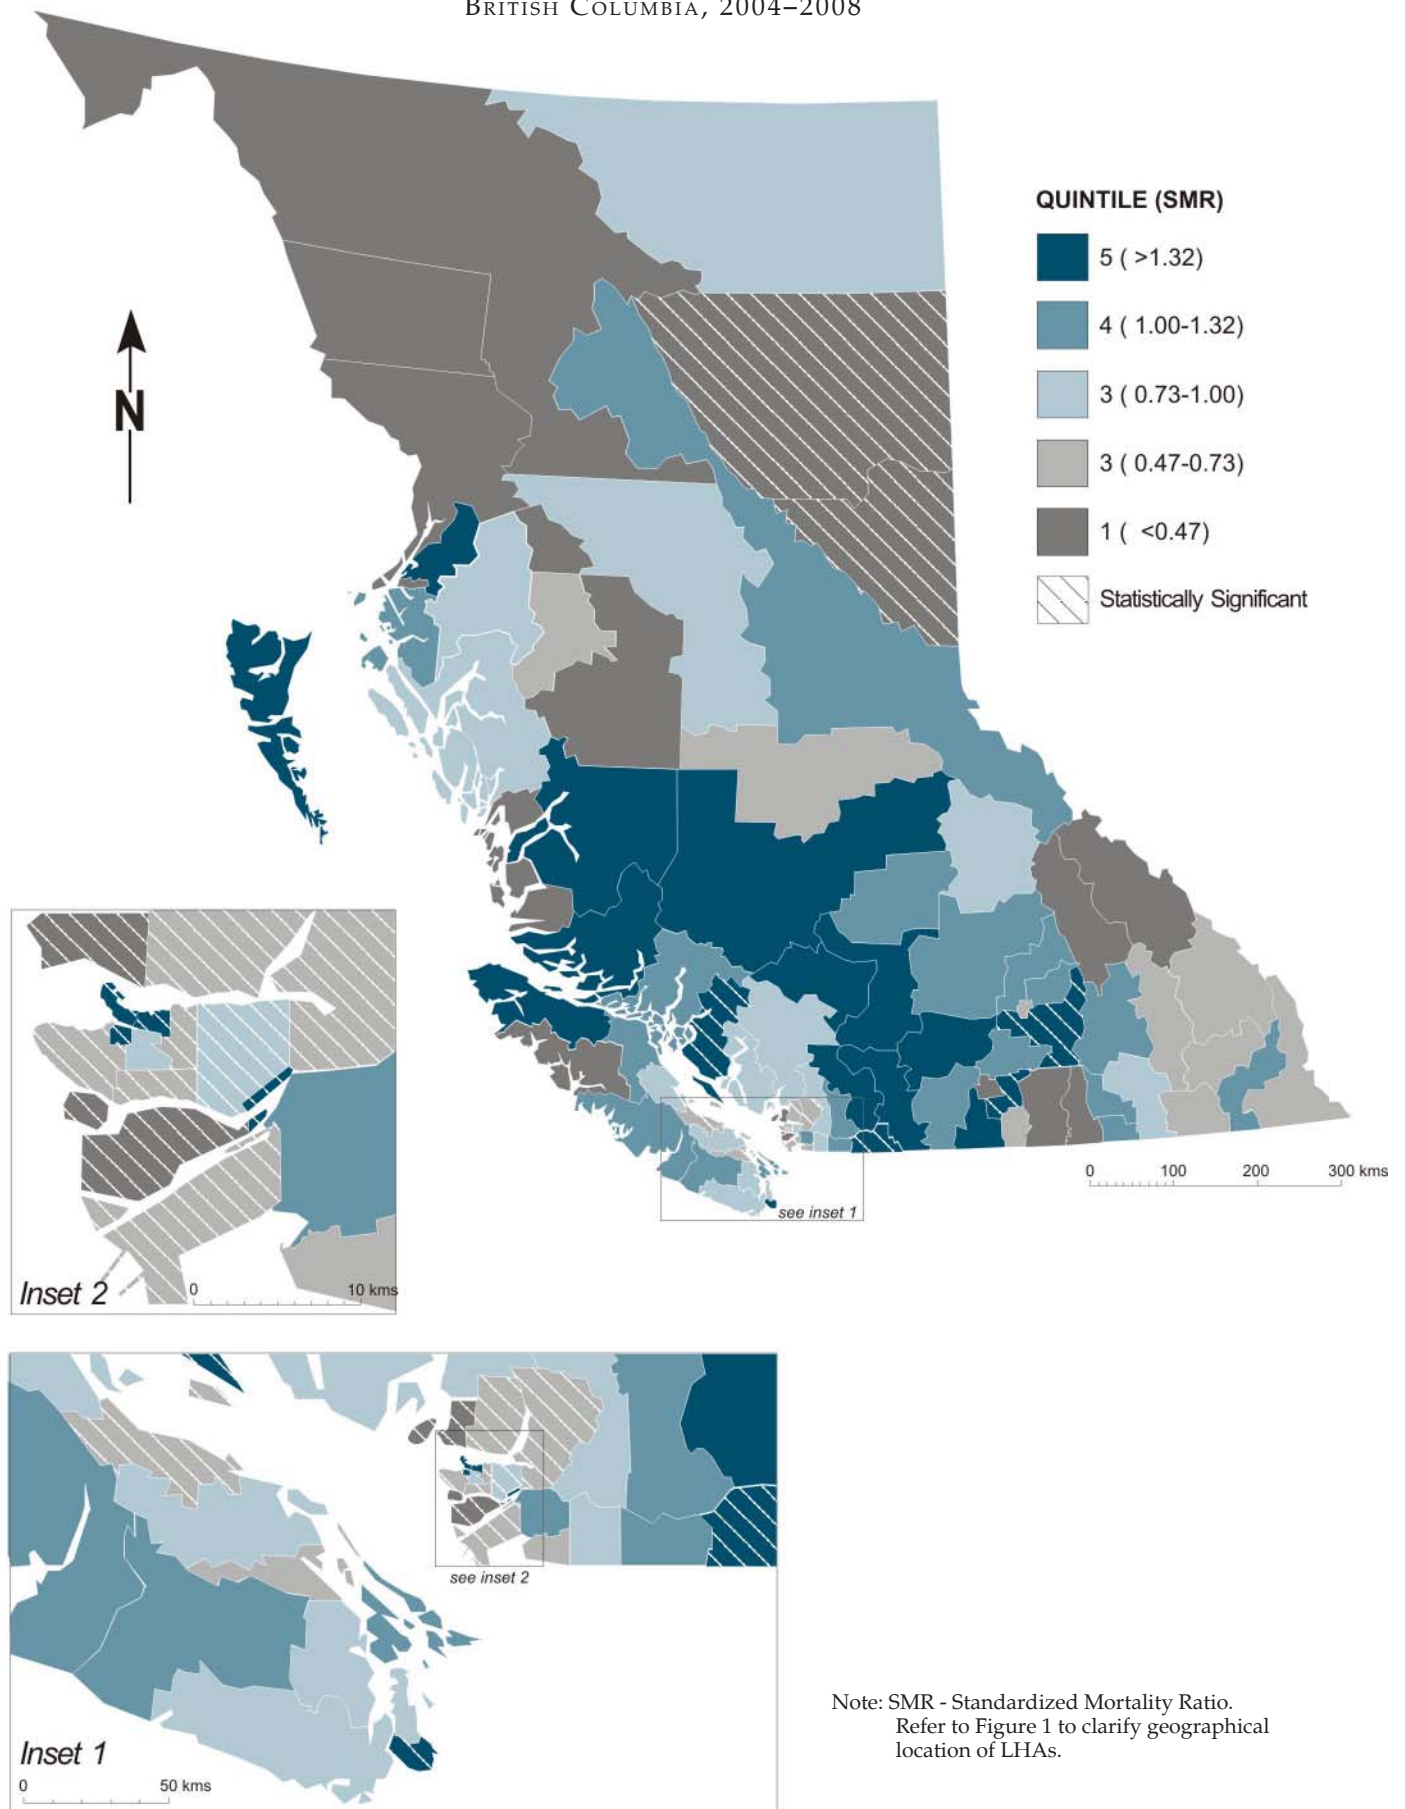 BRITISH COLUMBIA, 2004–2008
QUINTILE (SMR)
5 ( >1.32)
4 ( 1.00-1.32)
3 ( 0.73-1.00)
3 ( 0.47-0.73)
1 ( <0.47)
Statistically Significant
N
0 100 200 300 kms
see inset 1
Inset 2
0 10 kms
see inset 2
Inset 1
0 50 kms
Note: SMR - Standardized Mortality Ratio.
Refer to Figure 1 to clarify geographical
location of LHAs.